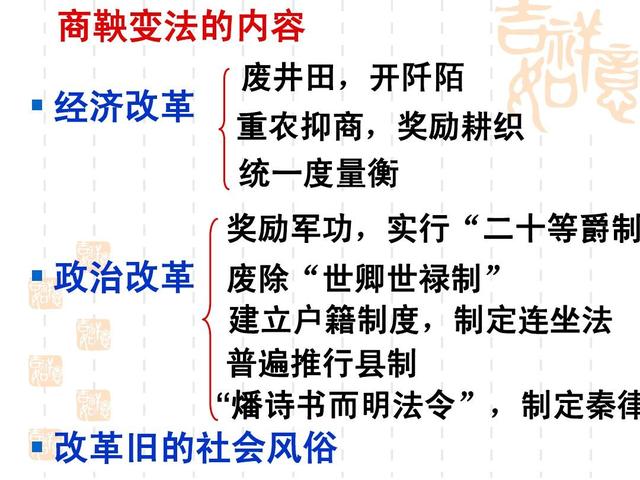 商鞅变法的内容
经济改革
废井田，开阡陌
重农抑商，奖励耕织
统一度量衡
政治改革
奖励军功，实行“二十等爵制
废除“世卿世禄制”
建立户籍制度，制定连坐法
普遍推行县制
“燔诗书而明法令”，制定秦律
改革旧的社会风俗
吉祥如意